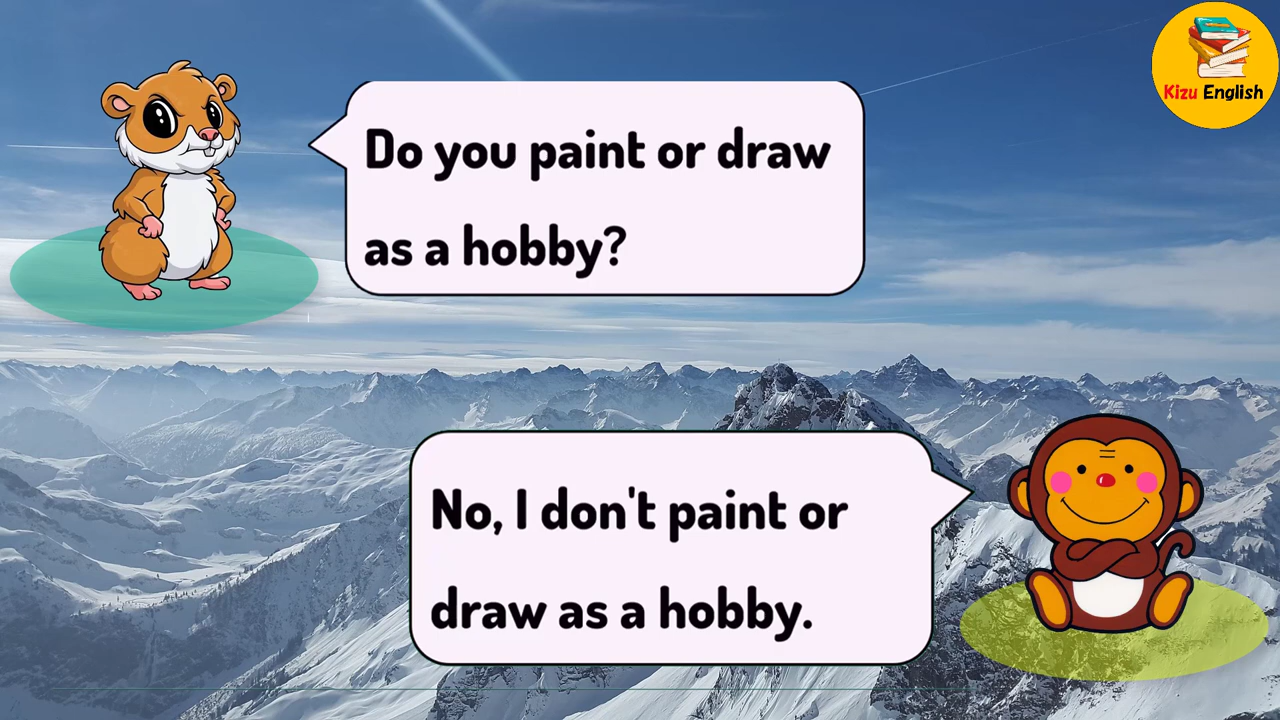 Kizu English
Do you paint or draw
as a hobby?
No, I don't paint or
draw as a hobby.